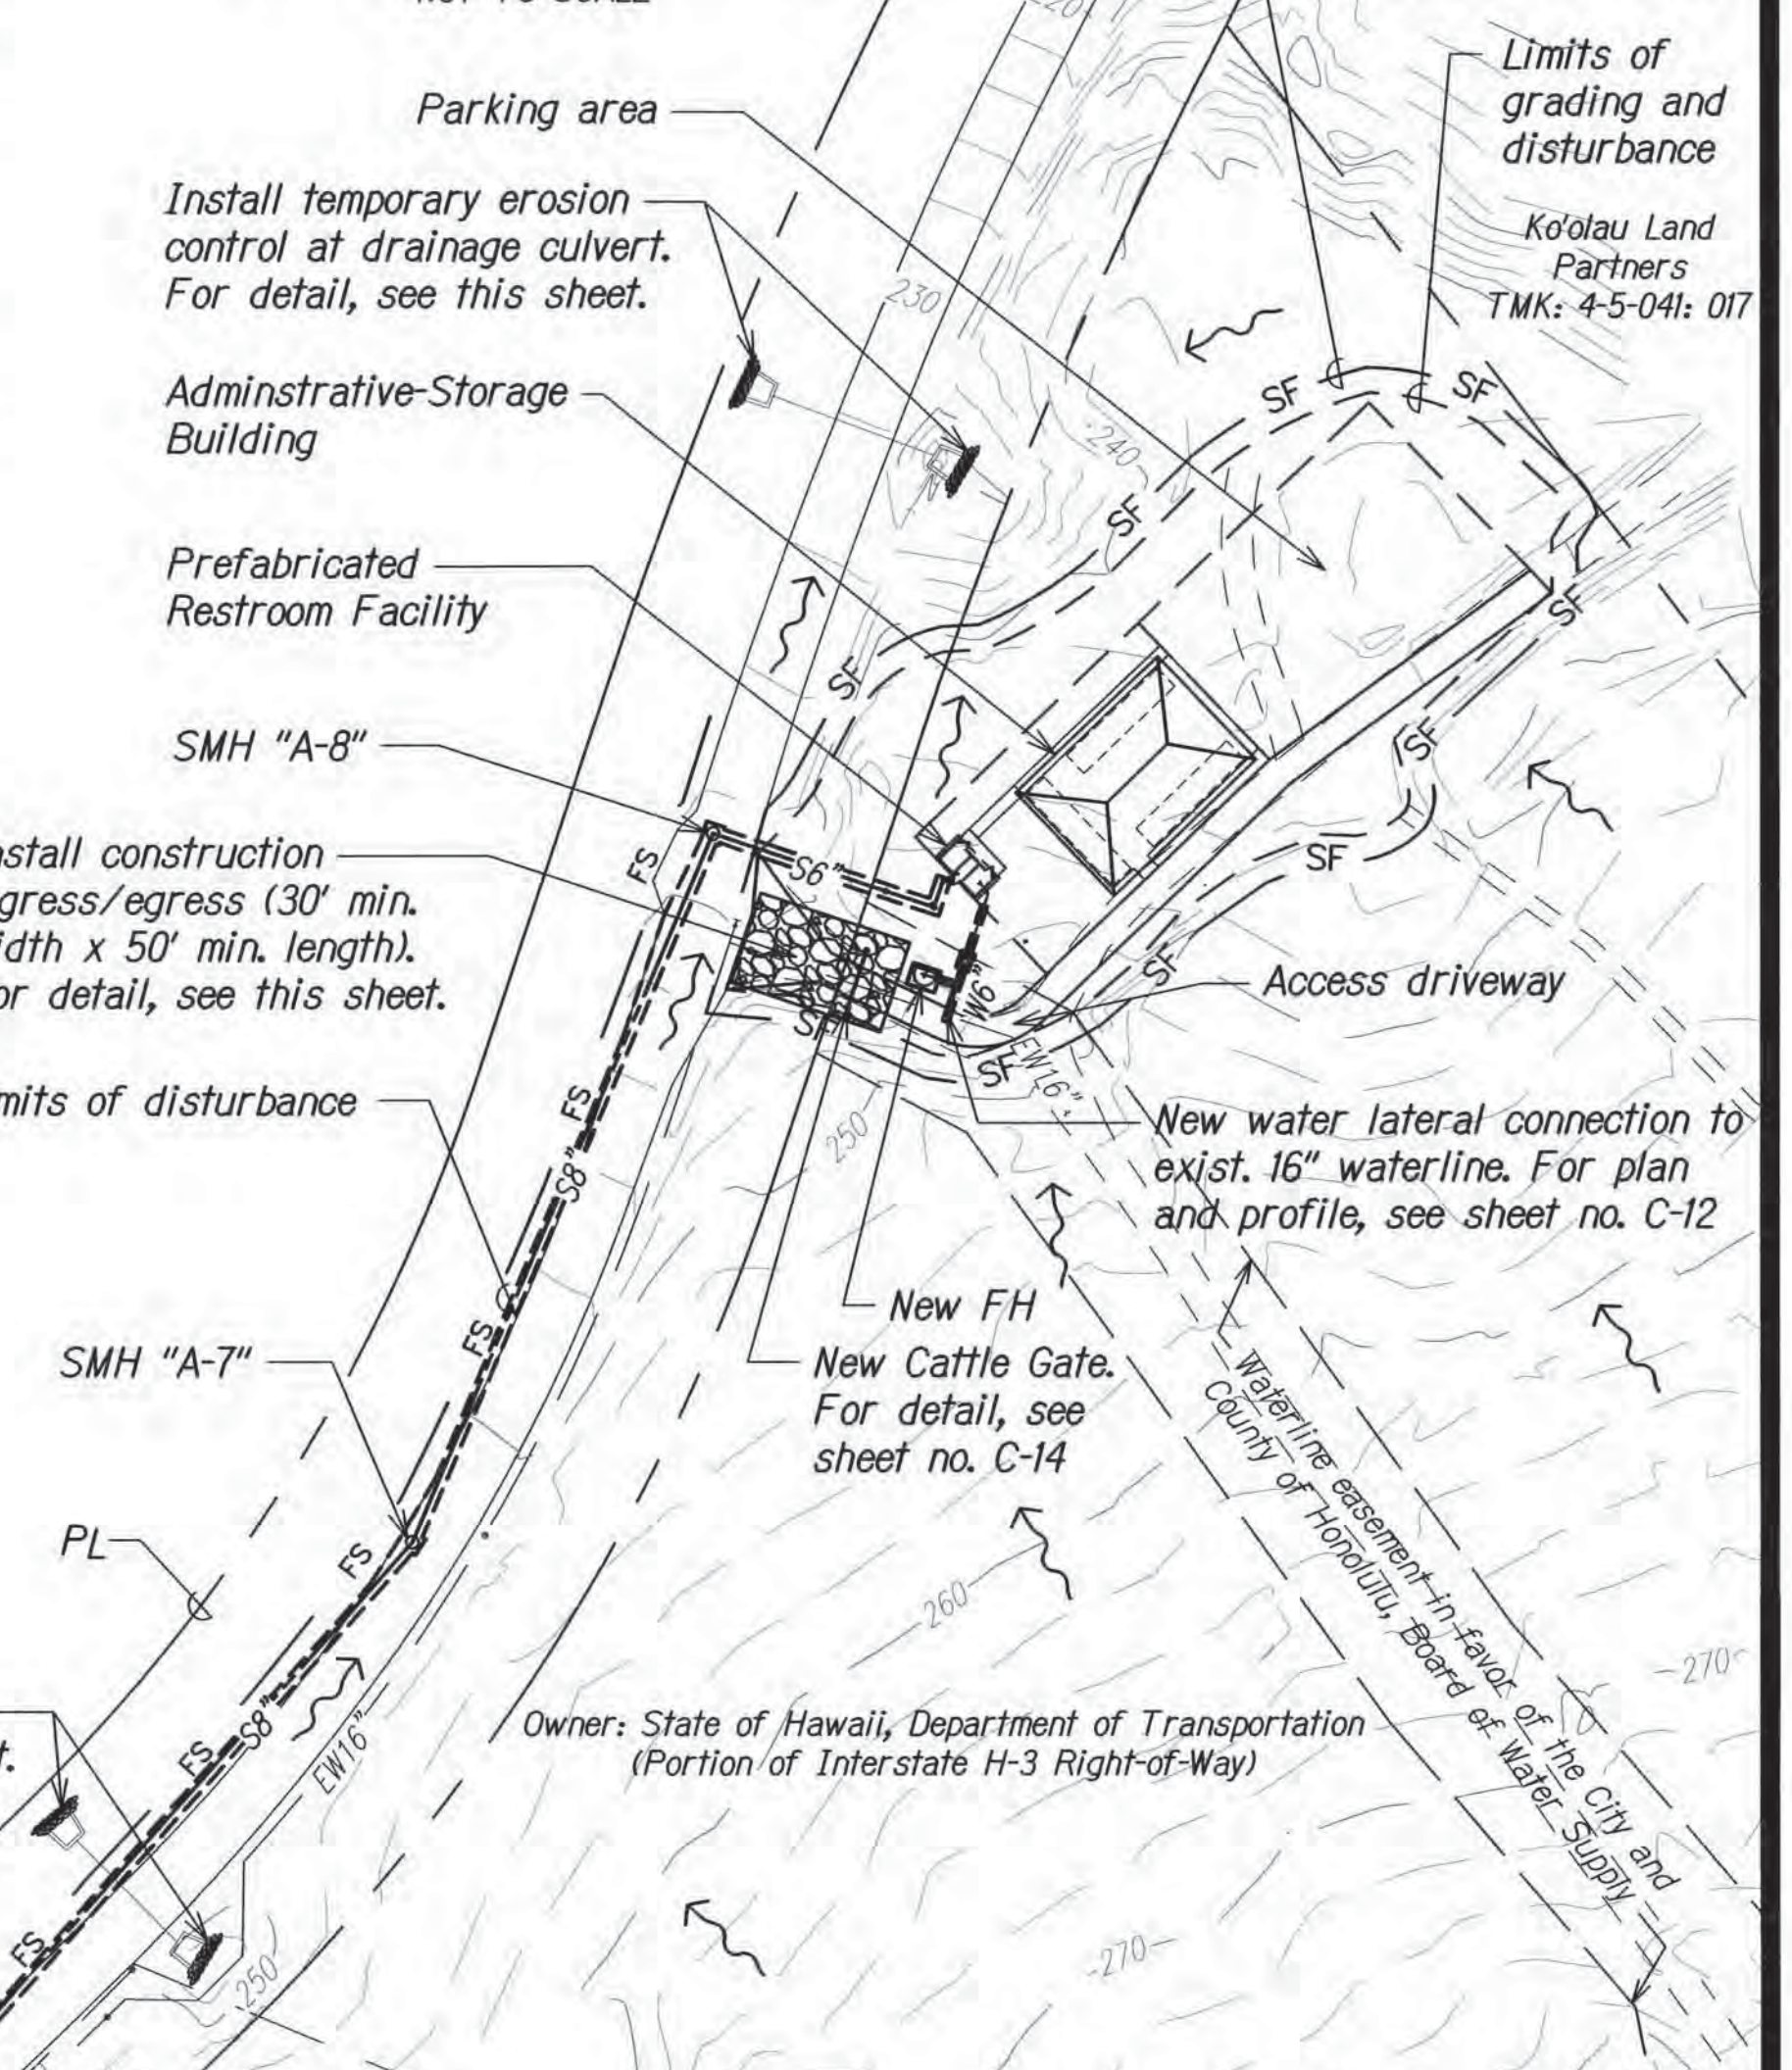 Parking area
Limits of
grading and
disturbance
Install temporary erosion
control at drainage culvert.
For detail, see this sheet.
Ko'olau Land
Partners
TMK: 4-5-041: 017
230
Adminstrative-Storage
Building
SF
SF
240
SF
Prefabricated
Restroom Facility
SF
SF
SMH "A-8"
SF
SF
FS
S6"
construction
egress (30' min.
x 50' min. length).
detail, see this sheet.
SF
Access driveway
W6"
SF
SF
EW16"
of disturbance
FS
250
New water lateral connection to
exist. 16" waterline. For plan
and profile, see sheet no. C-12
S8"
New FH
FS
SMH "A-7"
New Cattle Gate.
For detail, see
sheet no. C-14
Waterline easement in favor of the City and
County of Honolulu, Board of Water Supply
PL
FS
260
270
S8"
FS
EW16"
Owner: State of Hawaii, Department of Transportation
(Portion of Interstate H-3 Right-of-Way)
FS
250
270